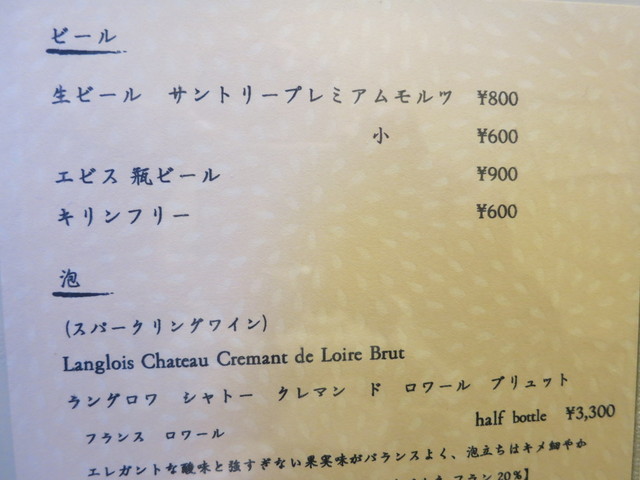 ビール
生ビール サントリープレミアムモルツ ¥800
小 ¥600
エビス 瓶ビール ¥900
キリンフリー ¥600
泡
(スパークリングワイン)
Langlois Chateau Cremant de Loire Brut
ラングロワ シャトー クレマン ド ロワール ブリュット
half bottle ¥3,300
フランス ロワール
エレガントな酸味と強すぎない果実味がバランスよく、泡立ちはキメ細やか
フラン20%】